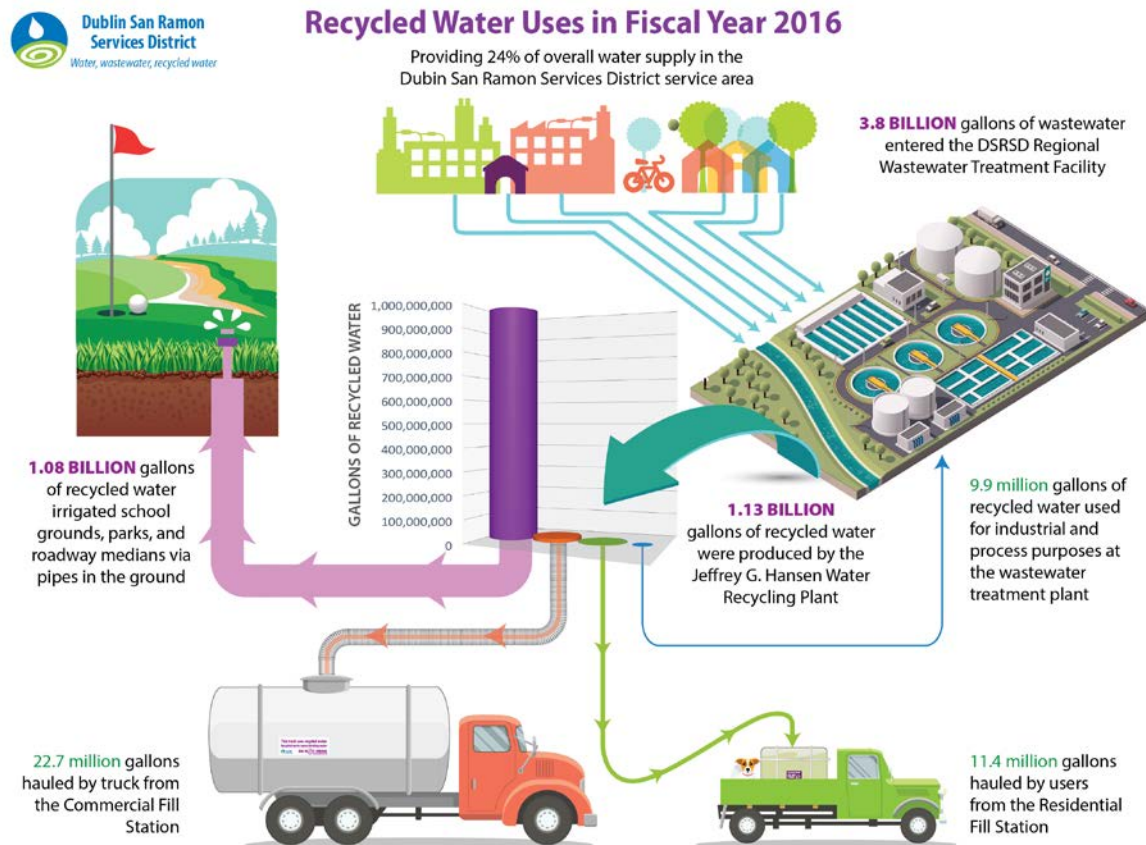 Dublin San Ramon
Services District
Water, wastewater, recycled water
Recycled Water Uses in Fiscal Year 2016
Providing 24% of overall water supply in the
Dubin San Ramon Services District service area
3.8 BILLION gallons of wastewater
entered the DSRSD Regional
Wastewater Treatment Facility
GALLONS OF RECYCLED WATER
1,000,000,000
900,000,000
800,000,000
700,000,000
600,000,000
500,000,000
400,000,000
300,000,000
200,000,000
100,000,000
0
1.08 BILLION gallons
of recycled water
irrigated school
grounds, parks, and
roadway medians via
pipes in the ground
1.13 BILLION
gallons of recycled water
were produced by the
Jeffrey G. Hansen Water
Recycling Plant
9.9 million gallons of
recycled water used
for industrial and
process purposes at
the wastewater
treatment plant
22.7 million gallons
hauled by truck from
the Commercial Fill
Station
11.4 million gallons
hauled by users
from the Residential
Fill Station